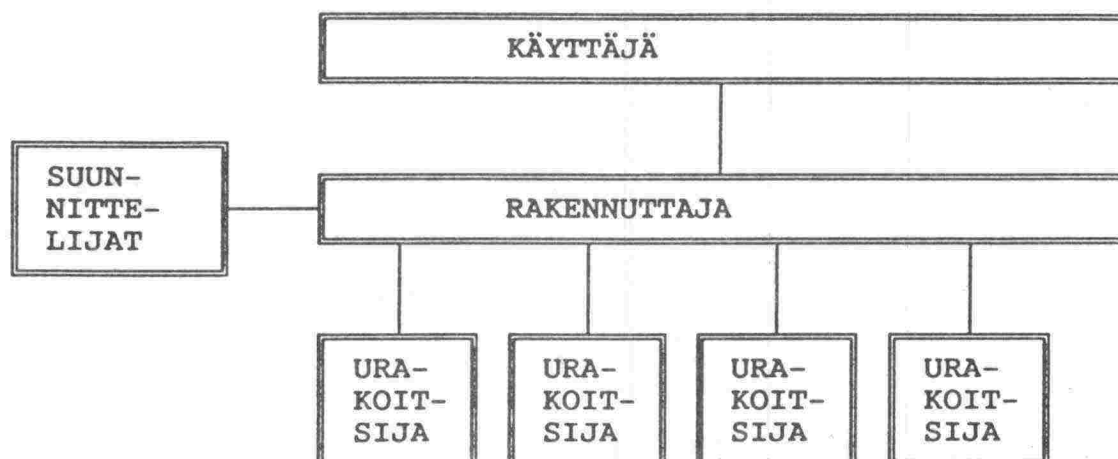 KÄYTTÄJÄ
SUUN-
NITTE-
LIJAT
RAKENNUTTAJA
URA-
KOIT-
SIJA
URA-
KOIT-
SIJA
URA-
KOIT-
SIJA
URA-
KOIT-
SIJA